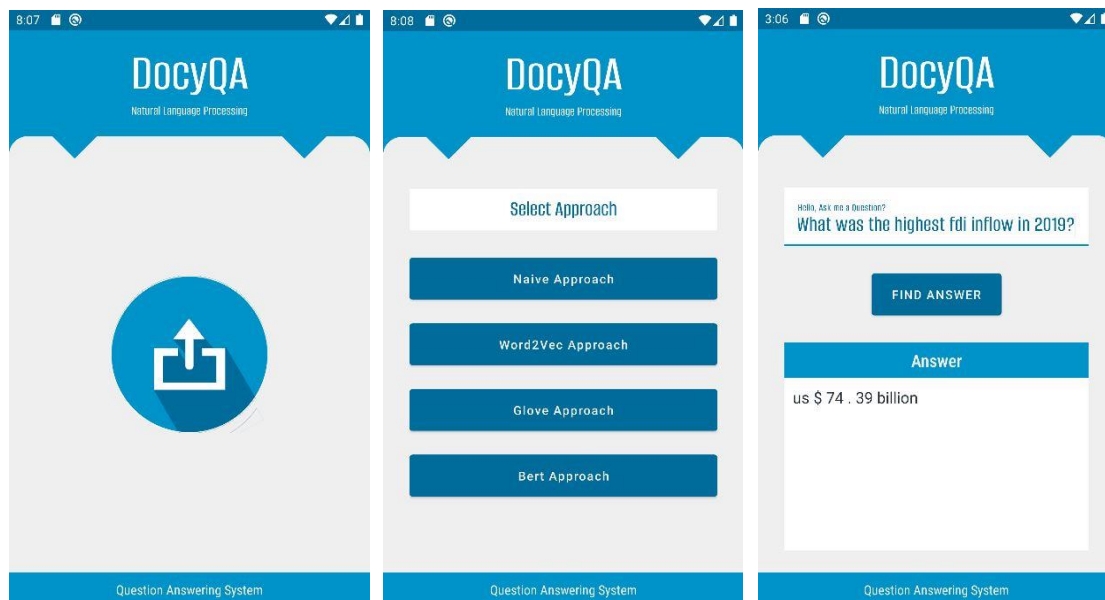 8:07
DocyQA
Natural Language Processing
Question Answering System
8:08
DocyQA
Natural Language Processing
Select Approach
Naive Approach
Word2Vec Approach
Glove Approach
Bert Approach
Question Answering System
3:06
DocyQA
Natural Language Processing
Hello, Ask me a Question?
What was the highest fdi inflow in 2019?
FIND ANSWER
Answer
us $ 74 . 39 billion
Question Answering System